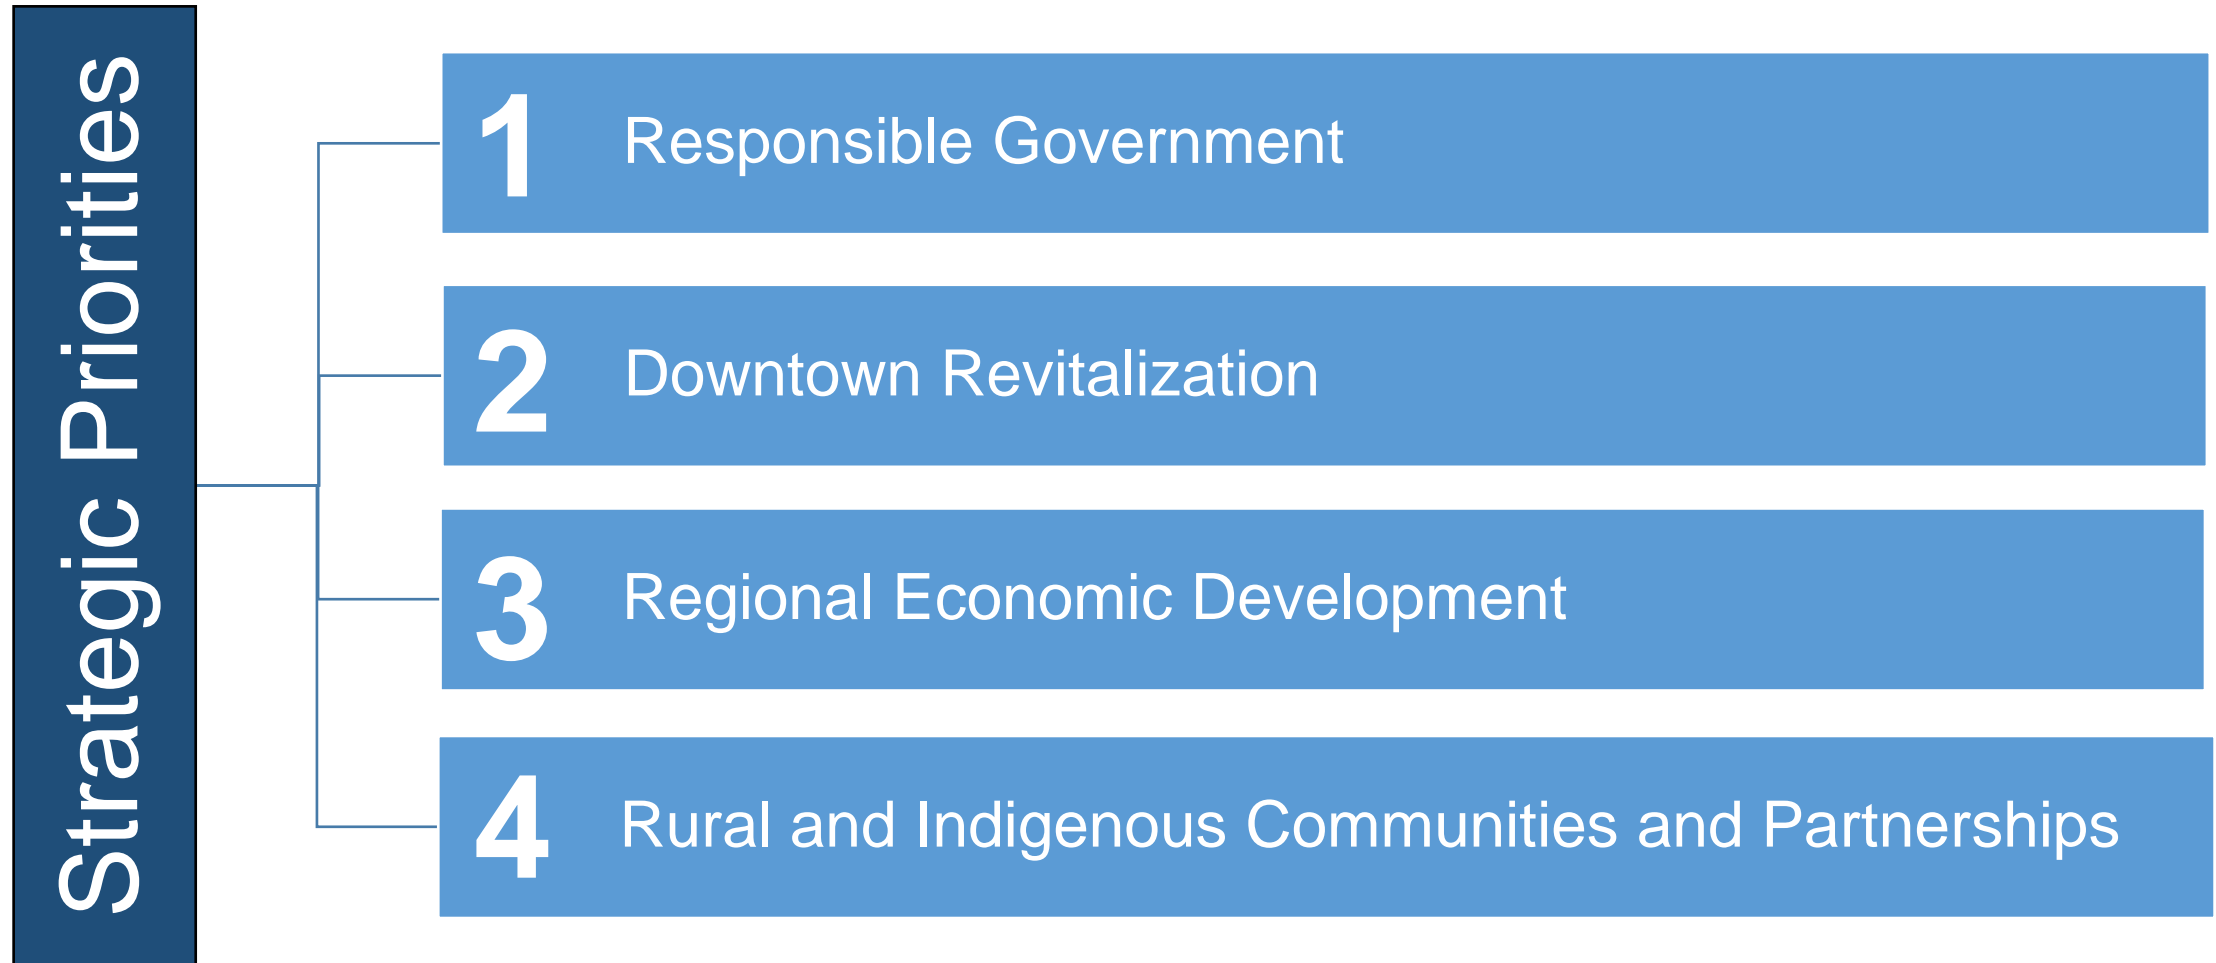 Strategic Priorities
1 Responsible Government
2 Downtown Revitalization
3 Regional Economic Development
4 Rural and Indigenous Communities and Partnerships